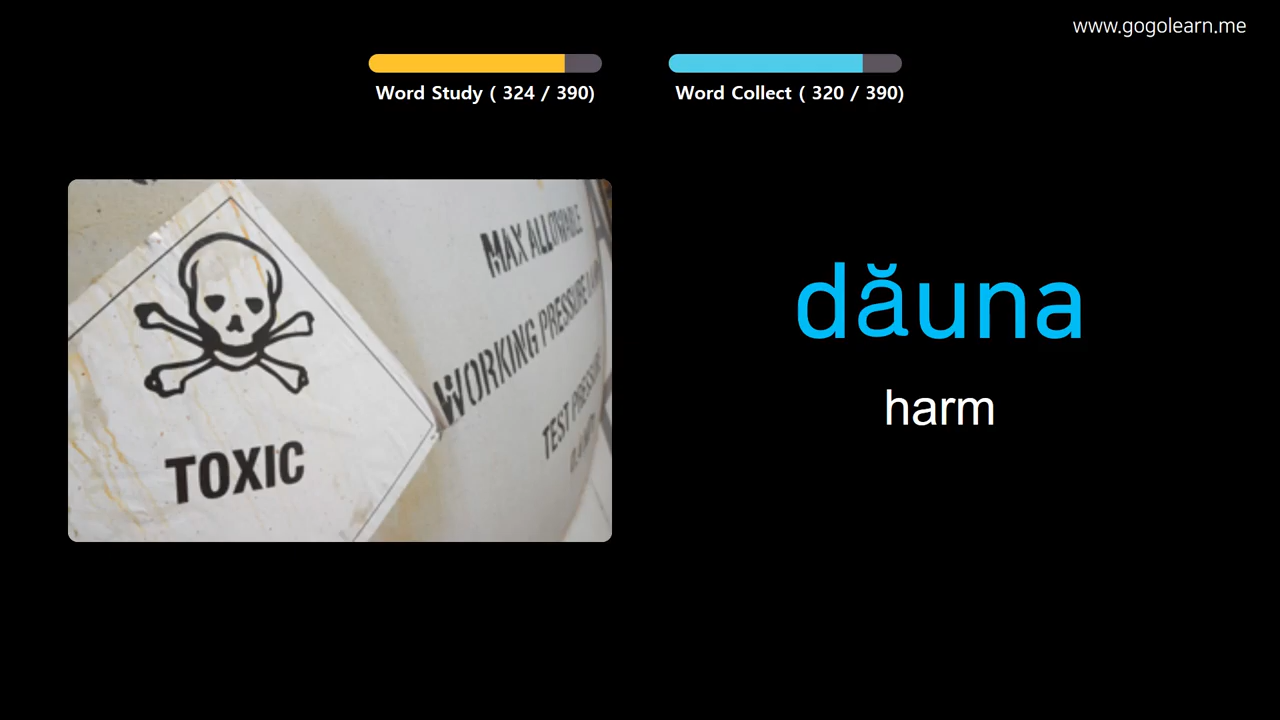 www.gogolearn.me
Word Study ( 324 / 390)
Word Collect ( 320 / 390)
TOXIC
MAX ALLOWABLE
WORKING PRESSURE
TEST PRESSURE
dăuna
harm